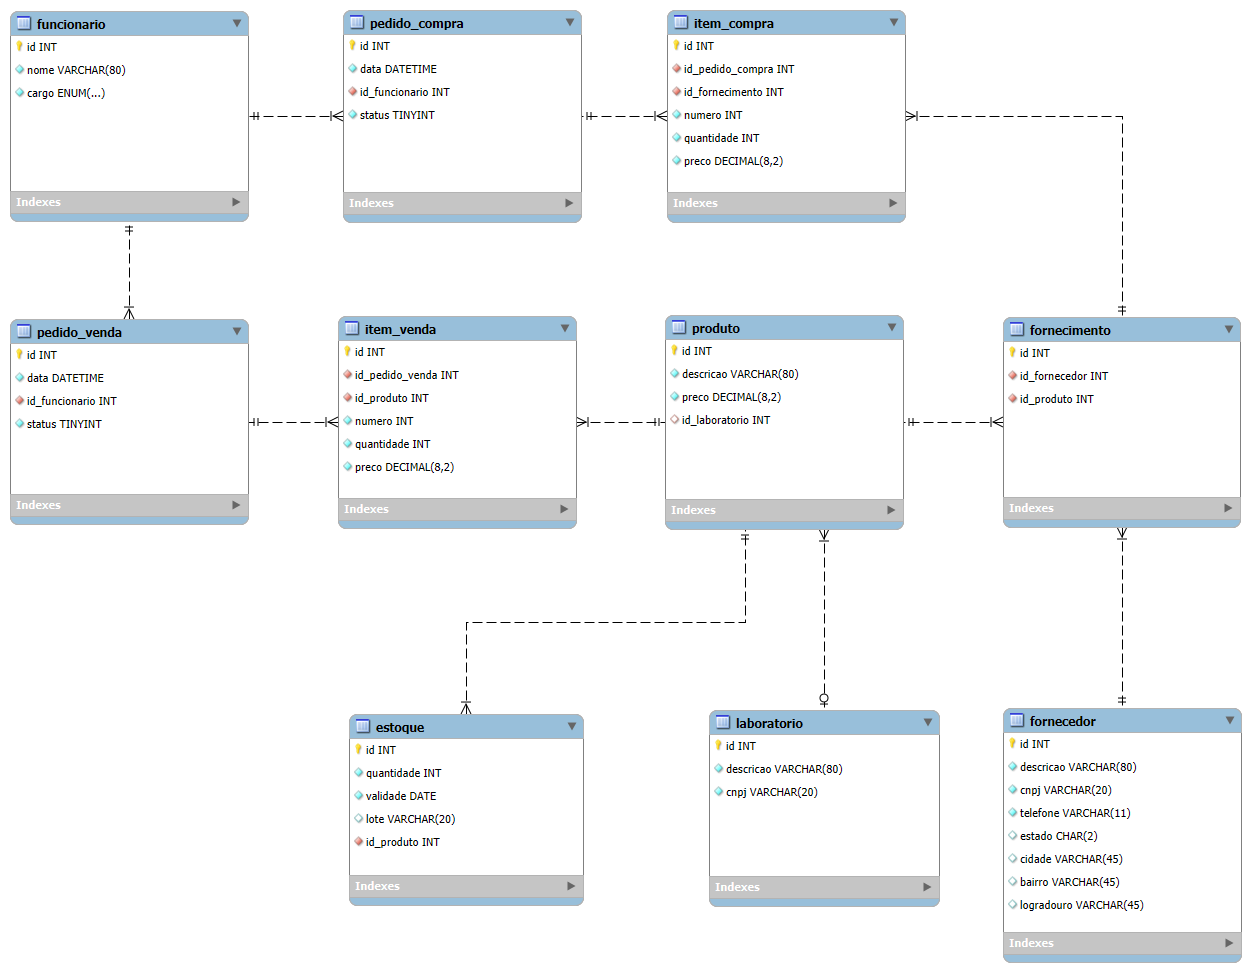 funcionario
id INT
nome VARCHAR(80)
cargo ENUM(...)
Indexes
pedido_compra
id INT
data DATETIME
id_funcionario INT
status TINYINT
Indexes
item_compra
id INT
id_pedido_compra INT
id_fornecimento INT
numero INT
quantidade INT
preco DECIMAL(8,2)
Indexes
pedido_venda
id INT
data DATETIME
id_funcionario INT
status TINYINT
Indexes
item_venda
id INT
id_pedido_venda INT
id_produto INT
numero INT
quantidade INT
preco DECIMAL(8,2)
Indexes
produto
id INT
descricao VARCHAR(80)
preco DECIMAL(8,2)
id_laboratorio INT
Indexes
fornecimento
id INT
id_fornecedor INT
id_produto INT
Indexes
estoque
id INT
quantidade INT
validade DATE
lote VARCHAR(20)
id_produto INT
Indexes
laboratorio
id INT
descricao VARCHAR(80)
cnpj VARCHAR(20)
Indexes
fornecedor
id INT
descricao VARCHAR(80)
cnpj VARCHAR(20)
telefone VARCHAR(11)
estado CHAR(2)
cidade VARCHAR(45)
bairro VARCHAR(45)
logradouro VARCHAR(45)
Indexes